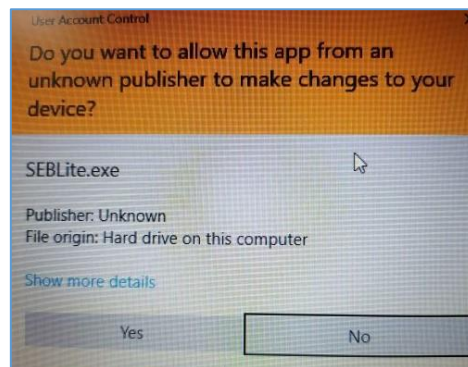 User Account Control
Do you want to allow this app from an
unknown publisher to make changes to your
device?
SEBLite.exe
Publisher: Unknown
File origin: Hard drive on this computer
Show more details
Yes
No